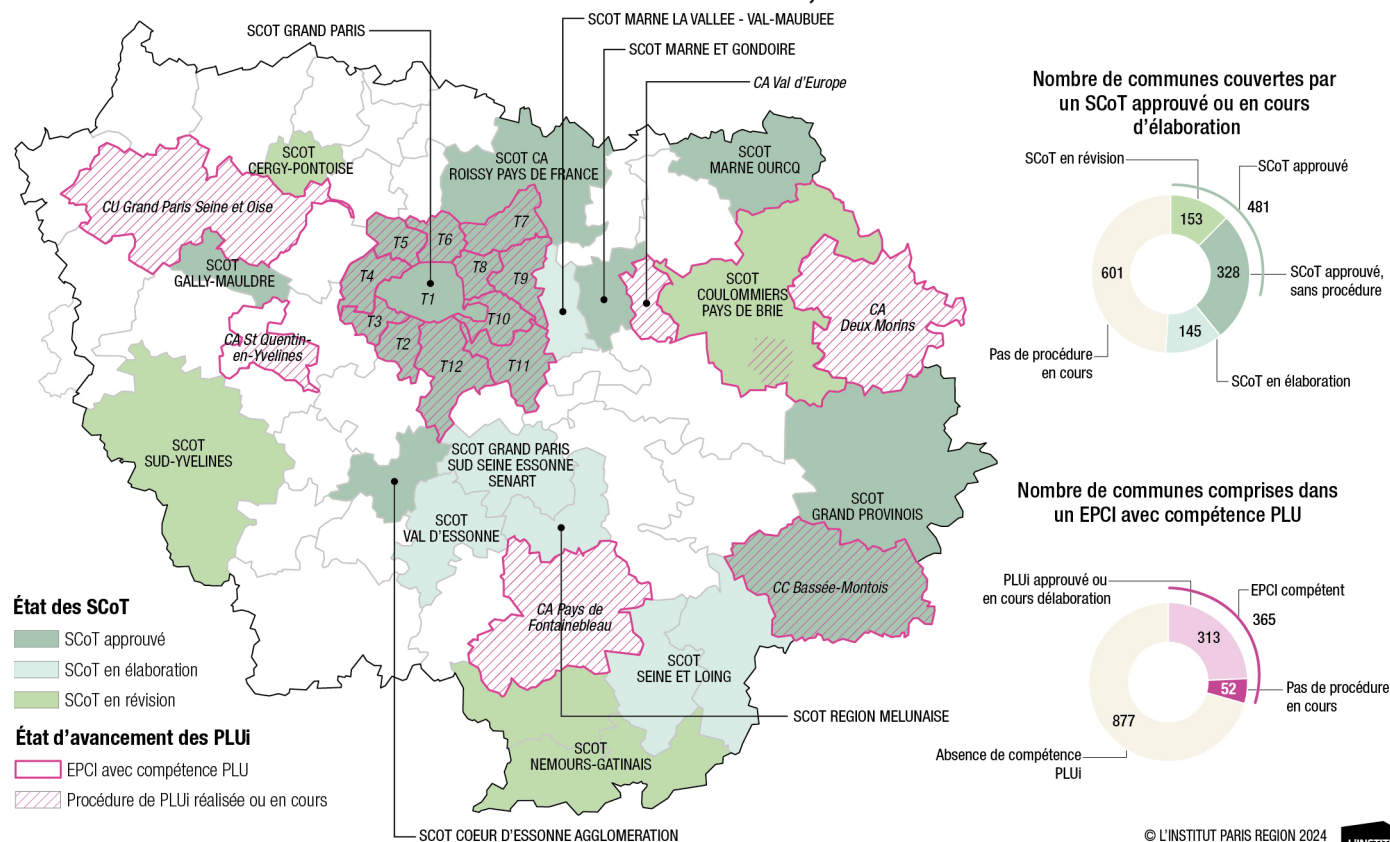 SCOT MARNE LA VALLEE - VAL-MAUBUEE
SCOT GRAND PARIS
SCOT MARNE ET GONDOIRE
CA Val d'Europe
SCOT
CERGY-PONTOISE
SCOT CA
ROISSY PAYS DE FRANCE
SCOT
MARNE OURCQ
CU Grand Paris Seine et Oise
T7
T5
T6
SCOT
GALLY-MAULDRE
T4
T8
T9
T1
SCOT
COULOMMIERS
PAYS DE BRIE
CA
Deux Morins
T3
T10
CA St Quentin-
en-Yvelines
T2
T12
T11
SCOT
SUD-YVELINES
SCOT GRAND PARIS
SUD SEINE ESSONNE
SENART
SCOT
GRAND PROVINOIS
SCOT
VAL D'ESSONNE
CC Bassée-Montois
CA Pays de
Fontainebleau
SCOT
SEINE ET LOING
SCOT REGION MELUNAISE
SCOT
NEMOURS-GATINAIS
SCOT COEUR D'ESSONNE AGGLOMERATION
État des SCoT
SCoT approuvé
SCoT en élaboration
SCoT en révision
État d'avancement des PLUi
EPCI avec compétence PLU
Procédure de PLUi réalisée ou en cours
Nombre de communes couvertes par
un SCoT approuvé ou en cours
d'élaboration
SCoT en révision
SCoT approuvé
481
153
601
328
SCoT approuvé,
sans procédure
145
Pas de procédure
en cours
SCoT en élaboration
Nombre de communes comprises dans
un EPCI avec compétence PLU
PLUi approuvé ou
en cours délaboration
EPCI compétent
365
313
52
Pas de procédure
en cours
877
Absence de compétence
PLUi
© L'INSTITUT PARIS REGION 2024